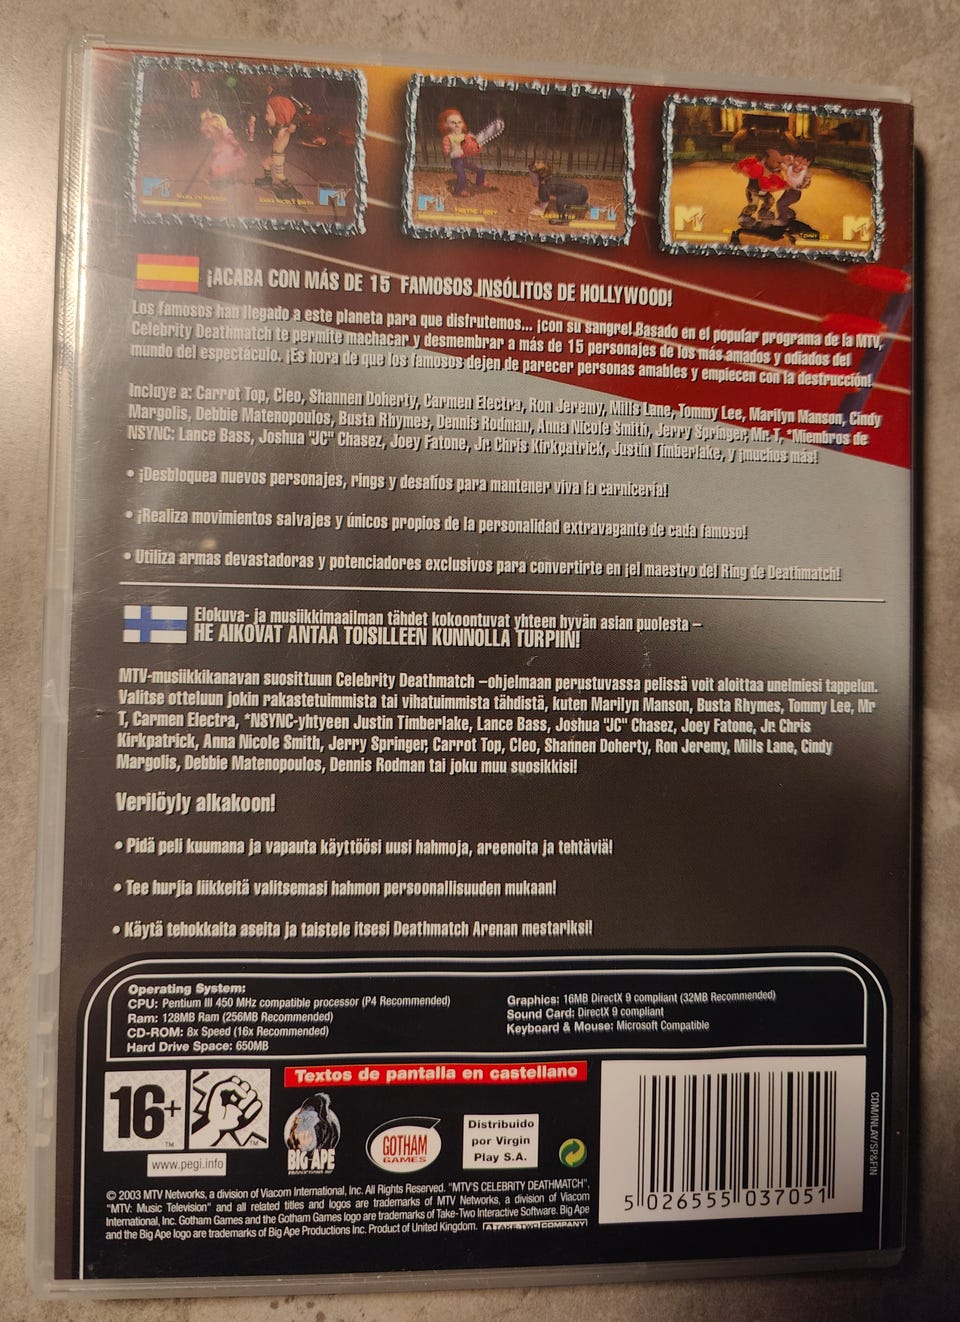 MTV
MTV
MTV
MTV
MTV
MTV
¡ACABA CON MÁS DE 15 FAMOSOS INSÓLITOS DE HOLLYWOOD!
Los famosos han llegado a este planeta para que disfrutemos... ¡con su sangre! Basado en el popular programa de la MTV,
Celebrity Deathmatch te permite machacar y desmembrar a más de 15 personajes de los más amados y odiados del
mundo del espectáculo. ¡Es hora de que los famosos dejen de parecer personas amables y empiecen con la destrucción!
Incluye a: Carrot Top, Cleo, Shannen Doherty, Carmen Electra, Ron Jeremy, Mills Lane, Tommy Lee, Marilyn Manson, Cindy
Margolis, Debbie Matenopoulos, Busta Rhymes, Dennis Rodman, Anna Nicole Smith, Jerry Springer, Mr. T, *Miembros de
NSYNC: Lance Bass, Joshua "JC" Chasez, Joey Fatone, Jr. Chris Kirkpatrick, Justin Timberlake, y ¡muchos más!
• ¡Desbloquea nuevos personajes, rings y desafíos para mantener viva la carnicería!
• ¡Realiza movimientos salvajes y únicos propios de la personalidad extravagante de cada famoso!
• Utiliza armas devastadoras y potenciadores exclusivos para convertirte en ¡el maestro del Ring de Deathmatch!
Elokuva- ja musiikkimaailman tähdet kokoontuvat yhteen hyvän asian puolesta –
HE AIKOVAT ANTAA TOISILLEEN KUNNOLLA TURPIIN!
MTV-musiikkikanavan suosittuun Celebrity Deathmatch –ohjelmaan perustuvassa pelissä voit aloittaa unelmiesi tappelun.
Valitse otteluun jokin rakastetuimmista tai vihatuimmista tähdistä, kuten Marilyn Manson, Busta Rhymes, Tommy Lee, Mr
T, Carmen Electra, *NSYNC-yhtyeen Justin Timberlake, Lance Bass, Joshua "JC" Chasez, Joey Fatone, Jr. Chris
Kirkpatrick, Anna Nicole Smith, Jerry Springer, Carrot Top, Cleo, Shannen Doherty, Ron Jeremy, Mills Lane, Cindy
Margolis, Debbie Matenopoulos, Dennis Rodman tai joku muu suosikkisi!
Verilöyly alkakoon!
• Pidä peli kuumana ja vapauta käyttöösi uusi hahmoja, areenoita ja tehtäviä!
• Tee hurjia liikkeitä valitsemasi hahmon persoonallisuuden mukaan!
• Käytä tehokkaita aseita ja taistele itsesi Deathmatch Arenan mestariksi!
Operating System:
CPU: Pentium III 450 MHz compatible processor (P4 Recommended)
Ram: 128MB Ram (256MB Recommended)
CD-ROM: 8x Speed (16x Recommended)
Hard Drive Space: 650MB
Graphics: 16MB DirectX 9 compliant (32MB Recommended)
Sound Card: DirectX 9 compliant
Keyboard & Mouse: Microsoft Compatible
Textos de pantalla en castellano
16+
TM
TM
www.pegi.info
BIG APE
PRODUCTIONS INC
GOTHAM
GAMES
Distribuido
por Virgin
Play S.A.
5 026555 037051
CDM/INLAY/SP&FIN
© 2003 MTV Networks, a division of Viacom International, Inc. All Rights Reserved. "MTV'S CELEBRITY DEATHMATCH",
"MTV: Music Television" and all related titles and logos are trademarks of MTV Networks, a division of Viacom
International, Inc. Gotham Games and the Gotham Games logo are trademarks of Take-Two Interactive Software. Big Ape
and the Big Ape logo are trademarks of Big Ape Productions Inc. Product of United Kingdom. A TAKE-TWO COMPANY